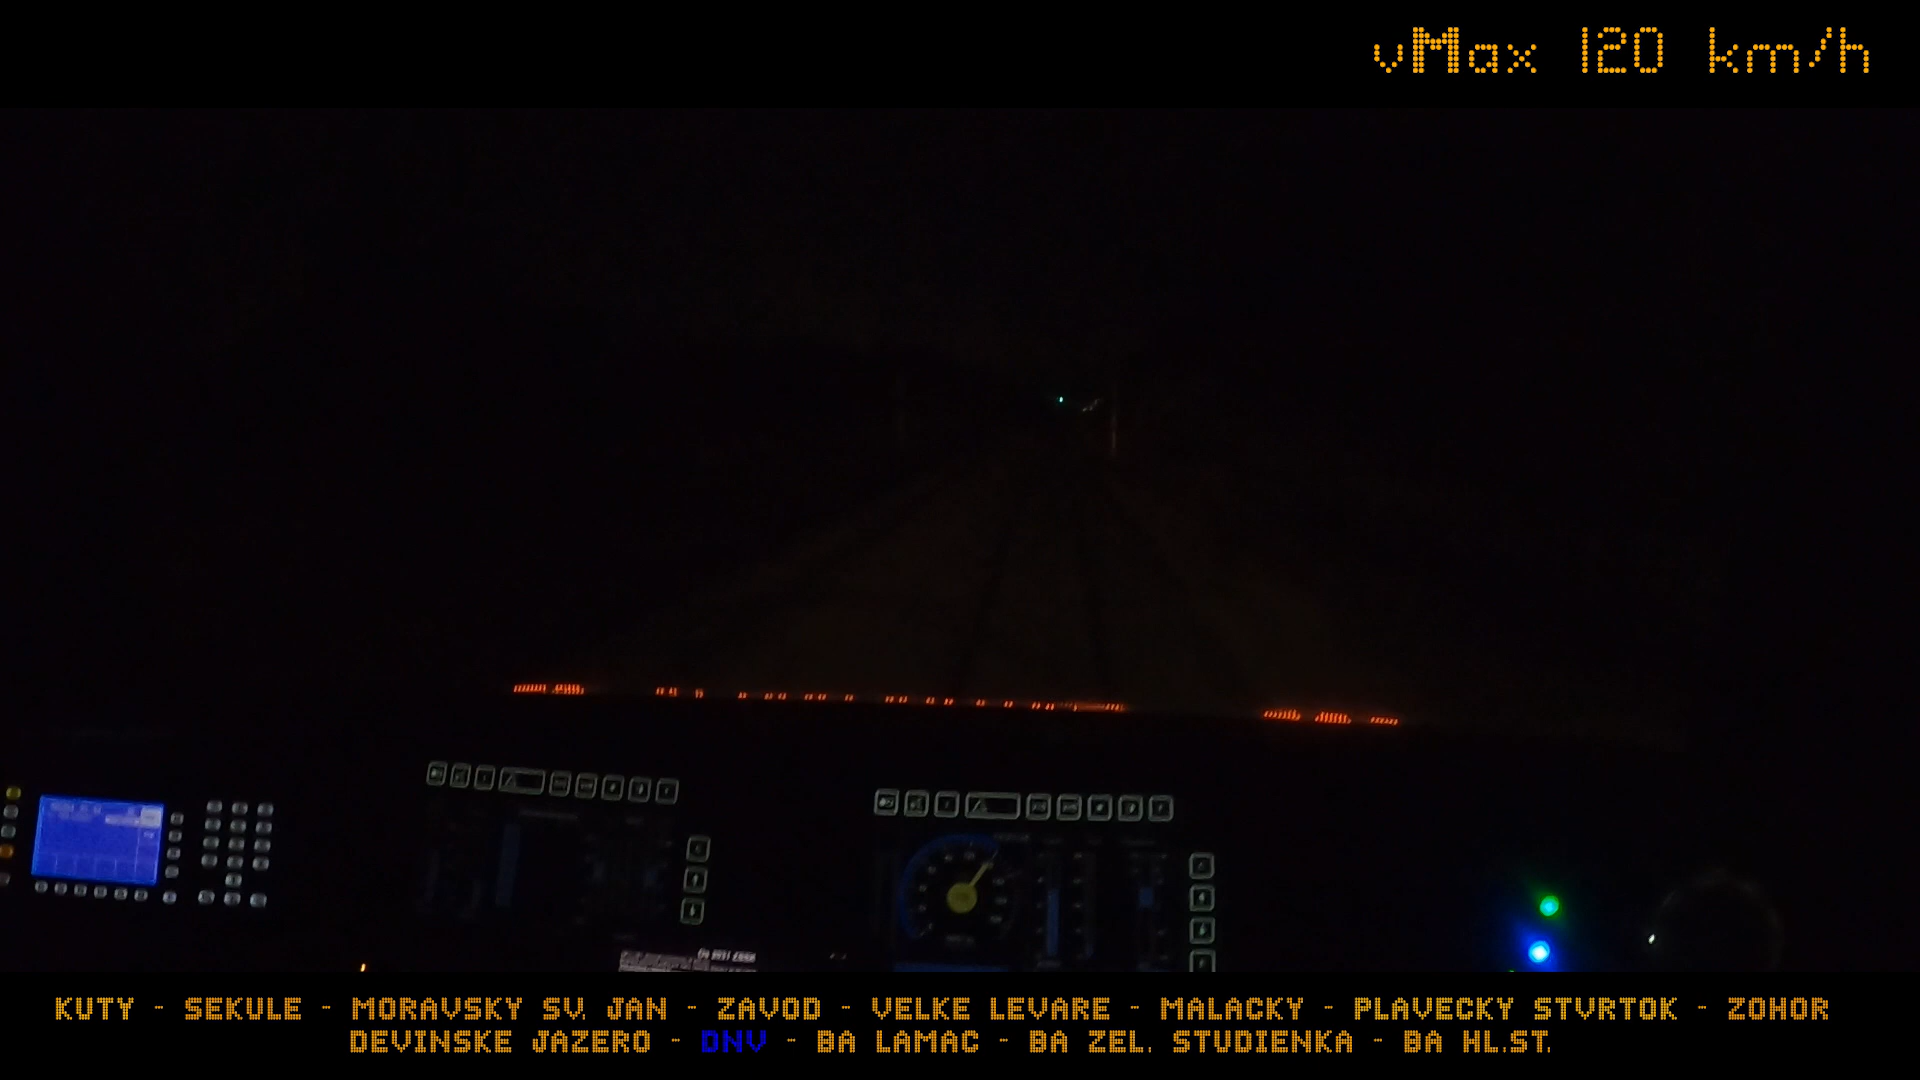 vMax 120 km/h
KUTY - SEKULE - MORAVSKY SV. JAN - ZAVOD - VELKE LEVARE - MALACKY - PLAVECKY STVRTOK - ZOHOR
DEVINSKE JAZERO - DNV - BA LAMAC - BA ZEL. STUDIENKA - BA HL.ST.